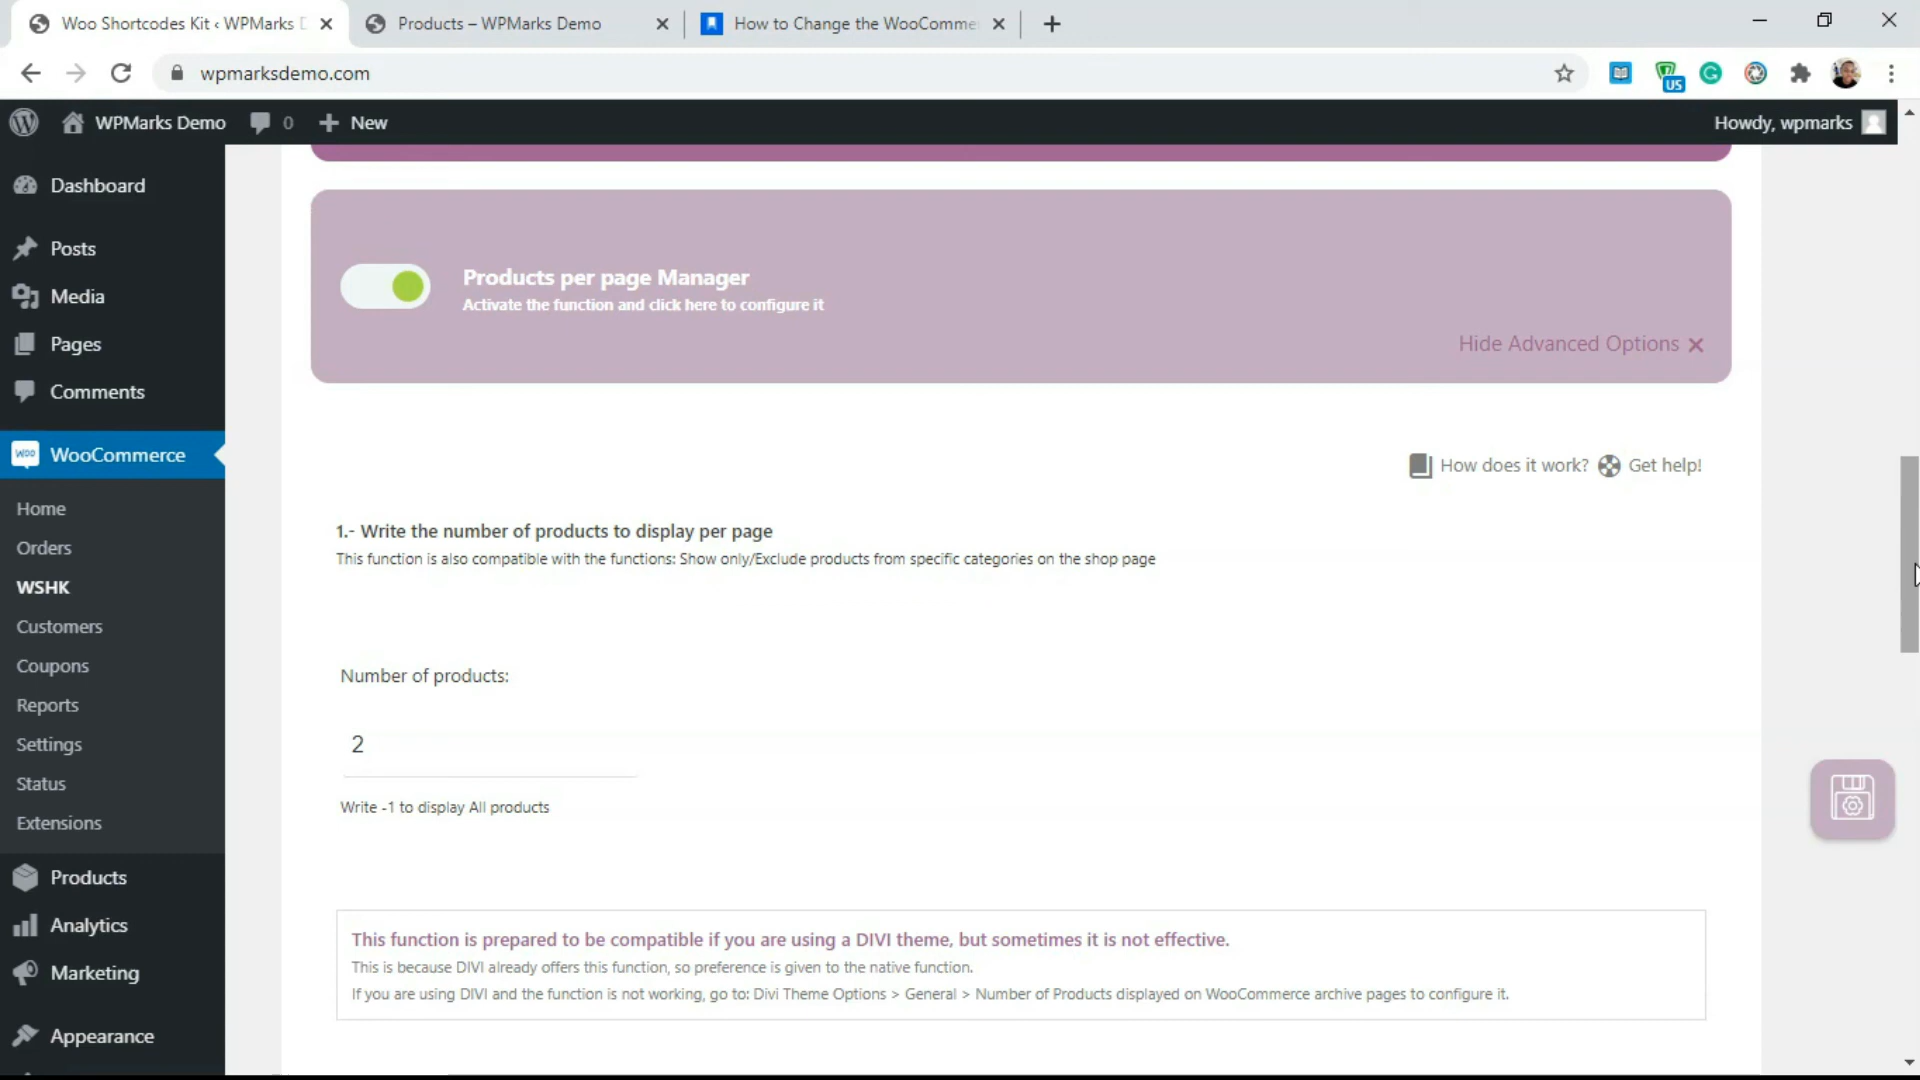 Woo Shortcodes Kit ‹ WPMarks D
Products – WPMarks Demo
How to Change the WooCommer
wpmarksdemo.com
US
WPMarks Demo
0
New
Howdy, wpmarks
Dashboard
Posts
Media
Pages
Comments
WooCommerce
Home
Orders
WSHK
Customers
Coupons
Reports
Settings
Status
Extensions
Products
Analytics
Marketing
Appearance
Products per page Manager
Activate the function and click here to configure it
Hide Advanced Options
How does it work?
Get help!
1.- Write the number of products to display per page
This function is also compatible with the functions: Show only/Exclude products from specific categories on the shop page
Number of products:
2
Write -1 to display All products
This function is prepared to be compatible if you are using a DIVI theme, but sometimes it is not effective.
This is because DIVI already offers this function, so preference is given to the native function.
If you are using DIVI and the function is not working, go to: Divi Theme Options > General > Number of Products displayed on WooCommerce archive pages to configure it.